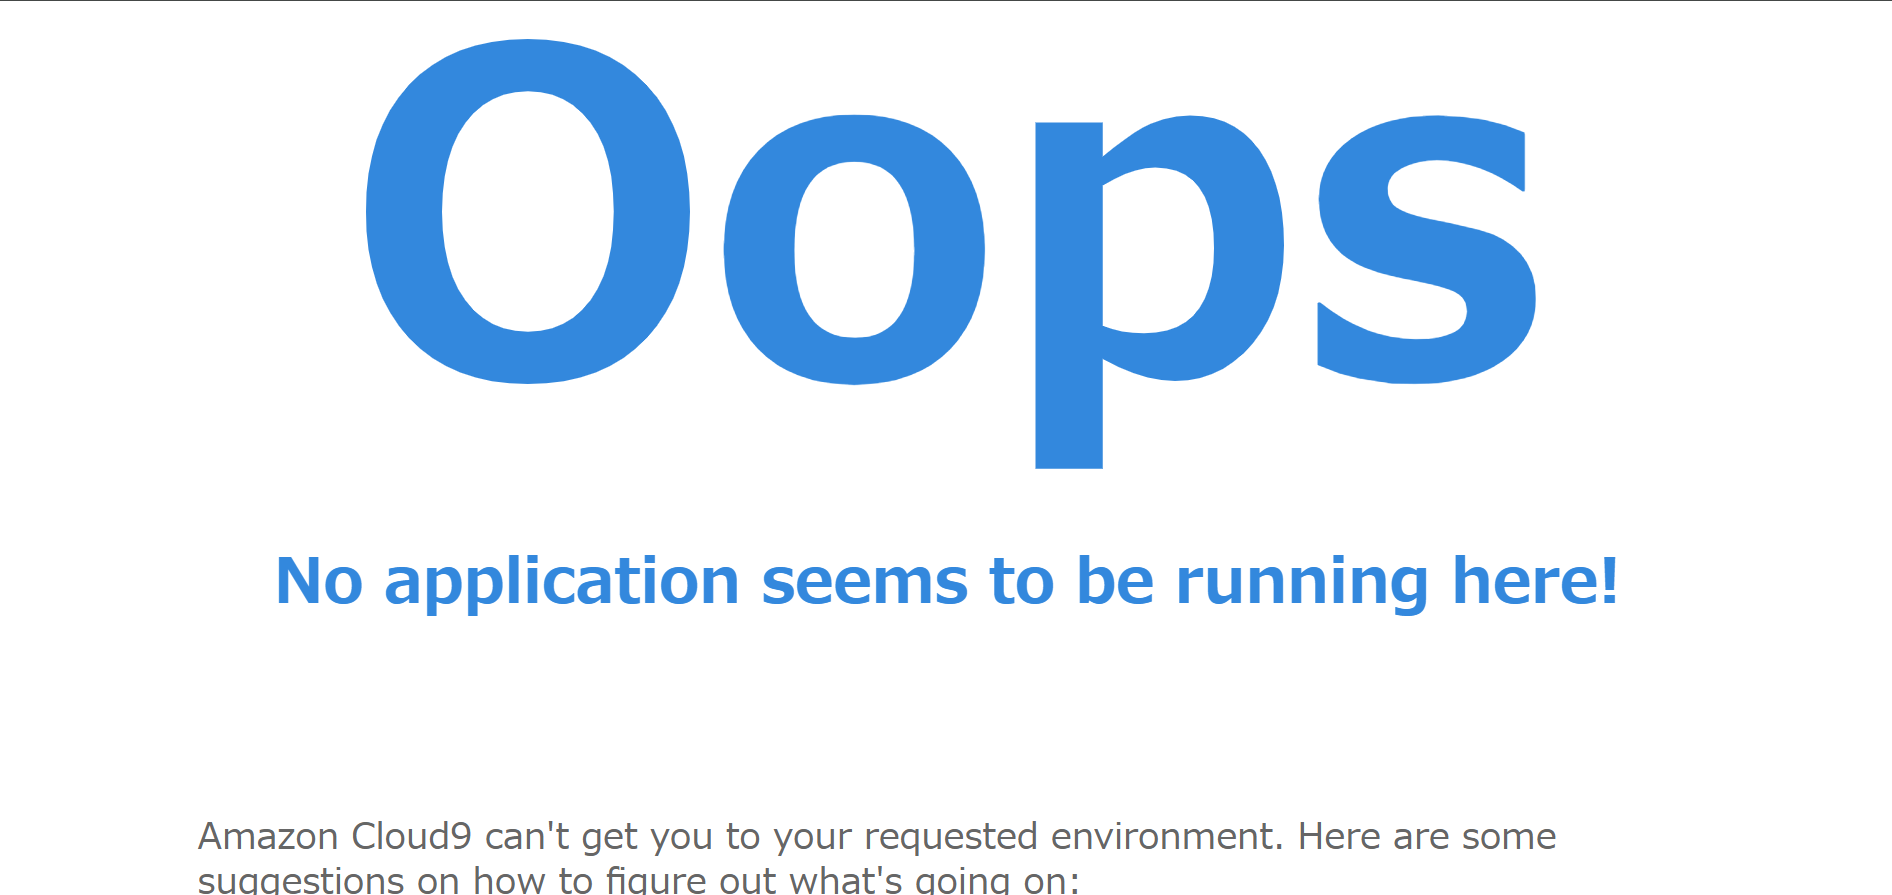 Oops
No application seems to be running here!
Amazon Cloud9 can't get you to your requested environment. Here are some
suggestions on how to figure out what's going on: